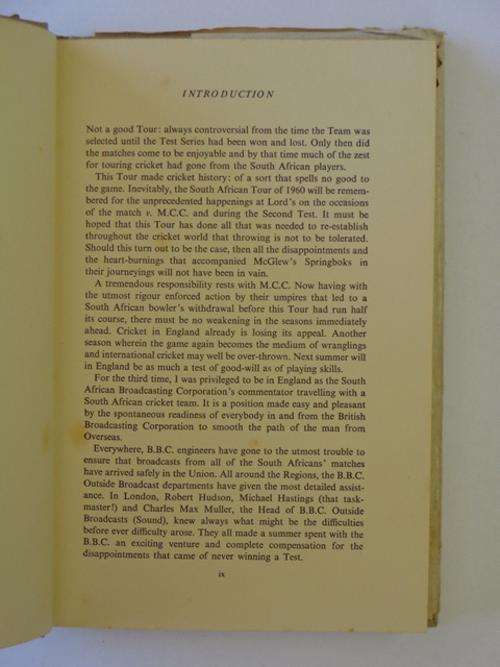 INTRODUCTION
Not a good Tour: always controversial from the time the Team was
selected until the Test Series had been won and lost. Only then did
the matches come to be enjoyable and by that time much of the zest
for touring cricket had gone from the South African players.
This Tour made cricket history: of a sort that spells no good to
the game. Inevitably, the South African Tour of 1960 will be remem-
bered for the unprecedented happenings at Lord's on the occasions
of the match v. M.C.C. and during the Second Test. It must be
hoped that this Tour has done all that was needed to re-establish
throughout the cricket world that throwing is not to be tolerated.
Should this turn out to be the case, then all the disappointments and
the heart-burnings that accompanied McGlew's Springboks in
their journeyings will not have been in vain.
A tremendous responsibility rests with M.C.C. Now having with
the utmost rigour enforced action by their umpires that led to a
South African bowler's withdrawal before this Tour had run half
its course, there must be no weakening in the seasons immediately
ahead. Cricket in England already is losing its appeal. Another
season wherein the game again becomes the medium of wranglings
and international cricket may well be over-thrown. Next summer will
in England be as much a test of good-will as of playing skills.
For the third time, I was privileged to be in England as the South
African Broadcasting Corporation's commentator travelling with a
South African cricket team. It is a position made easy and pleasant
by the spontaneous readiness of everybody in and from the British
Broadcasting Corporation to smooth the path of the man from
Overseas.
Everywhere, B.B.C. engineers have gone to the utmost trouble to
ensure that broadcasts from all of the South Africans' matches
have arrived safely in the Union. All around the Regions, the B.B.C.
Outside Broadcast departments have given the most detailed assist-
ance. In London, Robert Hudson, Michael Hastings (that task-
master!) and Charles Max Muller, the Head of B.B.C. Outside
Broadcasts (Sound), knew always what might be the difficulties
before ever difficulty arose. They all made a summer spent with the
B.B.C. an exciting venture and complete compensation for the
disappointments that came of never winning a Test.
ix